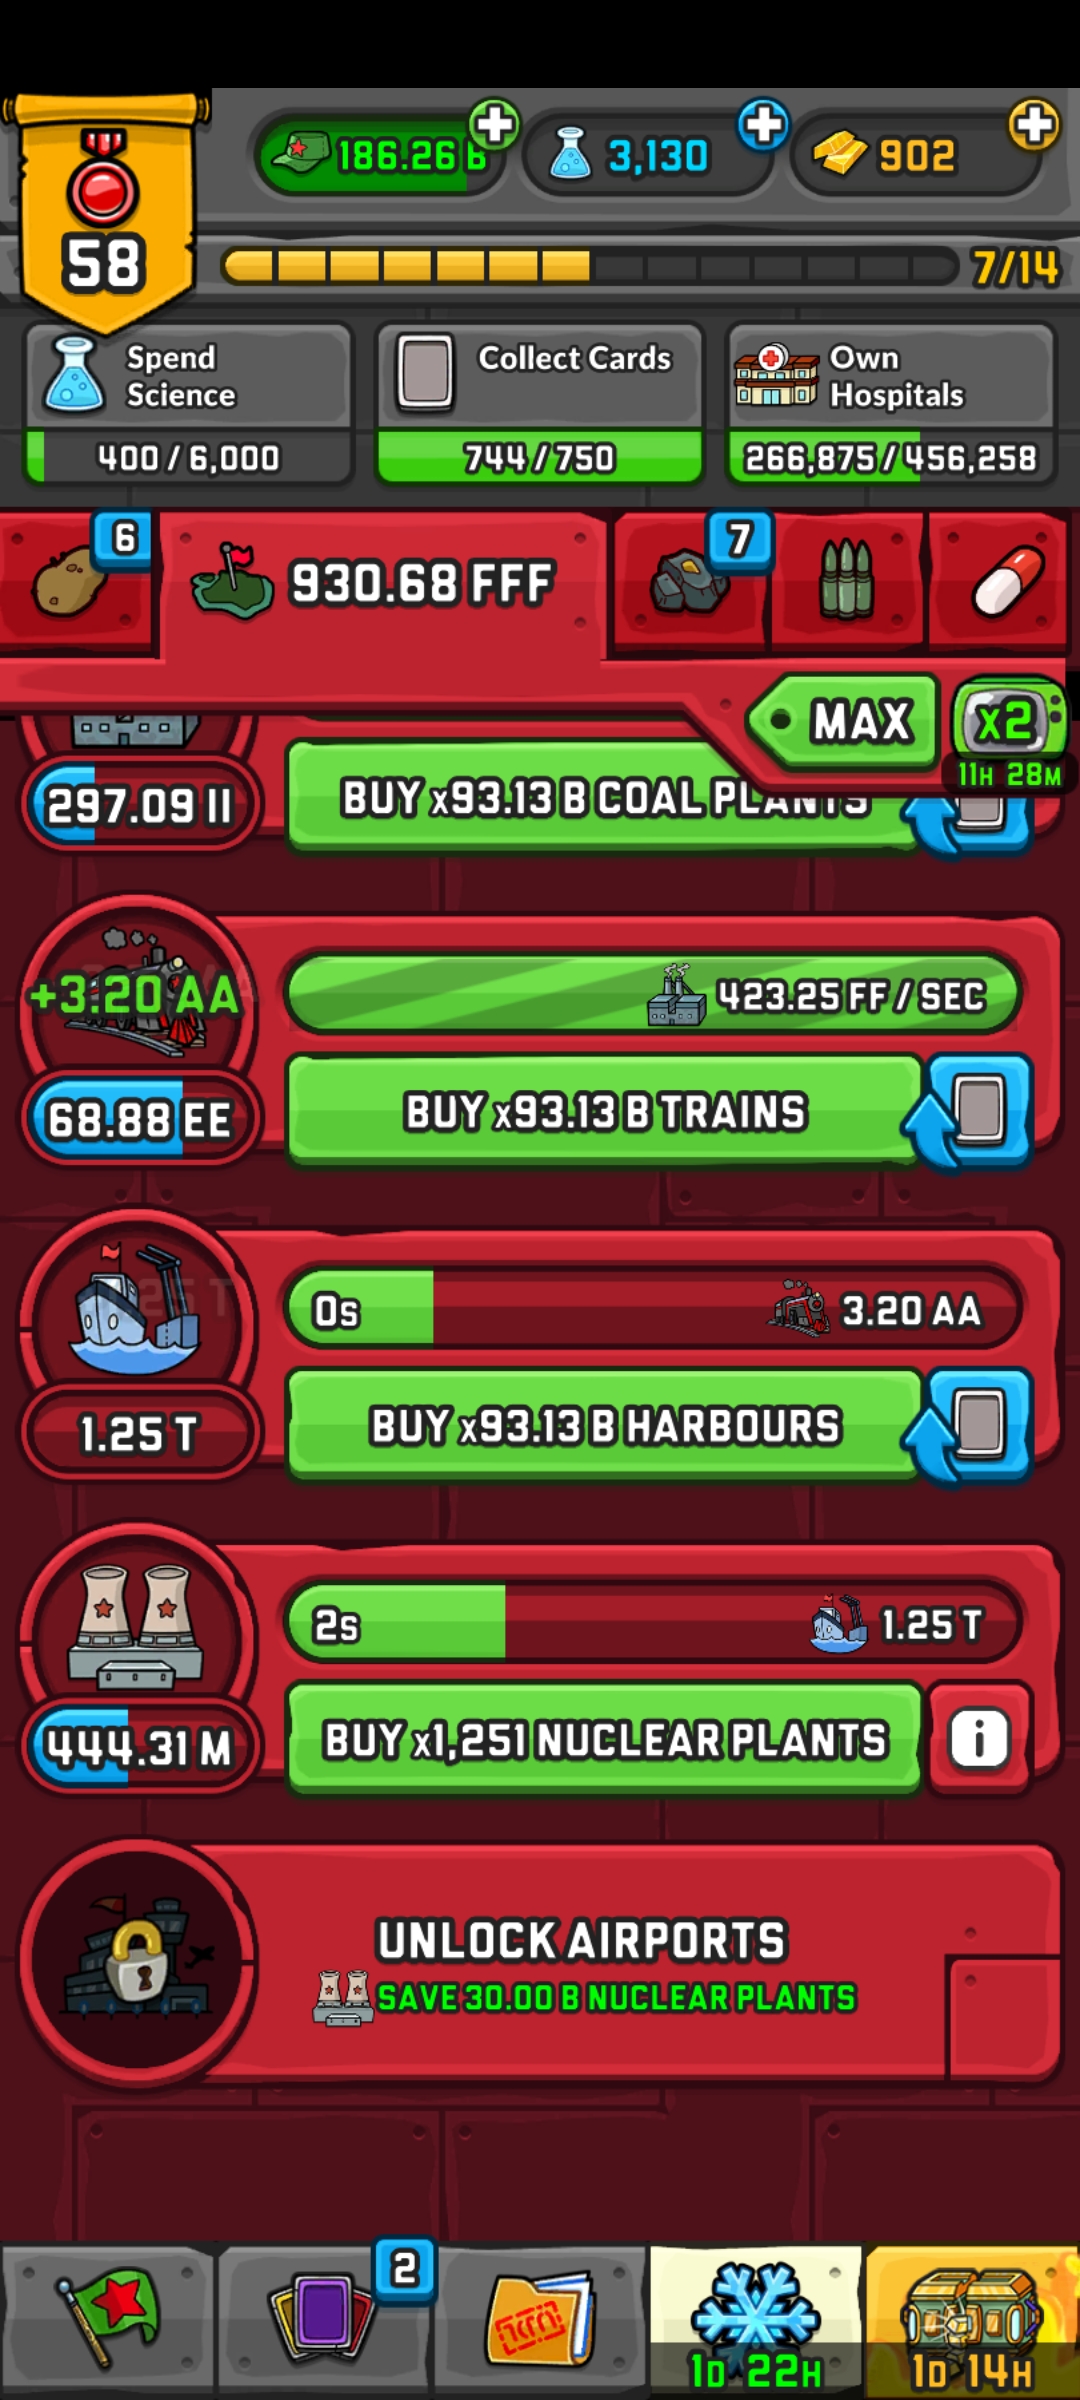 58
186.26 B
3,130
902
7/14
Spend
Science
400 / 6,000
Collect Cards
744 / 750
Own
Hospitals
266,875 / 456,258
6
930.68 FFF
7
MAX
x2
11H 28M
297.09 II
BUY x93.13 B COAL PLANTS
+3.20 AA
423.25 FF / SEC
68.88 EE
BUY x93.13 B TRAINS
0s
3.20 AA
1.25 T
BUY x93.13 B HARBOURS
2s
1.25 T
444.31 M
BUY x1,251 NUCLEAR PLANTS
i
UNLOCK AIRPORTS
SAVE 30.00 B NUCLEAR PLANTS
2
1D 22H
1D 14H